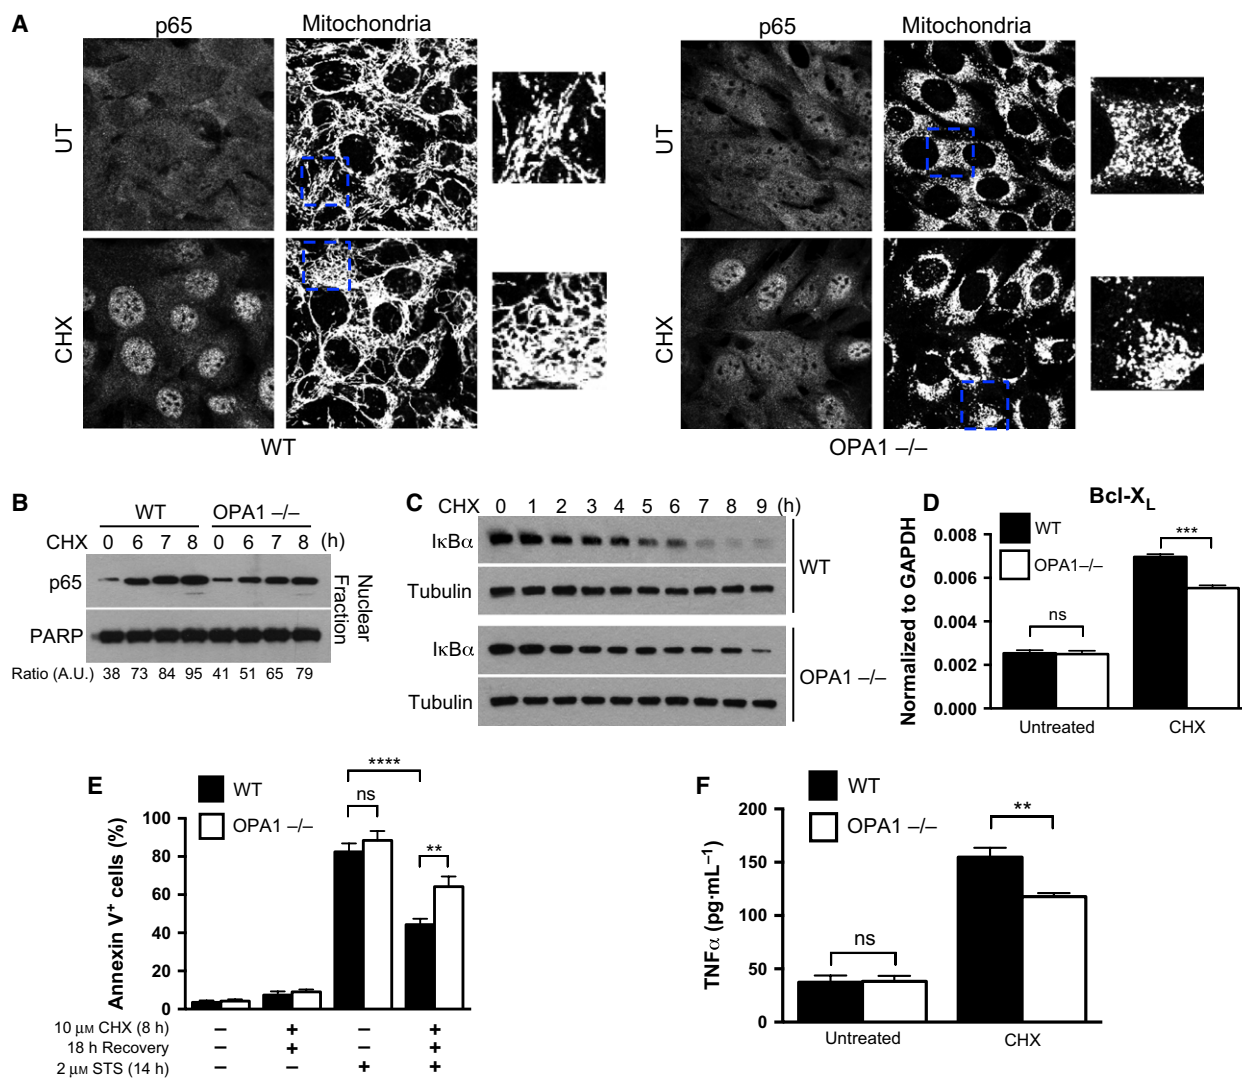 A
p65 Mitochondria p65 Mitochondria
UT UT
CHX CHX
WT OPA1 –/–
B
WT OPA1 –/–
CHX 0 6 7 8 0 6 7 8 (h)
p65
PARP
Nuclear
Fraction
Ratio (A.U.) 38 73 84 95 41 51 65 79
C
CHX 0 1 2 3 4 5 6 7 8 9 (h)
IκBα
Tubulin
WT
IκBα
Tubulin
OPA1 –/–
D
Bcl-XL
WT
OPA1–/–
Normalized to GAPDH
0.008
0.006
0.004
0.002
0.000
ns
***
Untreated CHX
E
WT
OPA1 –/–
Annexin V+ cells (%)
100
80
60
40
20
0
****
ns
**
10 µM CHX (8 h) – + – +
18 h Recovery – + – +
2 µM STS (14 h) – – + +
F
WT
OPA1 –/–
TNFα (pg·mL–1)
200
150
100
50
0
ns
**
Untreated CHX